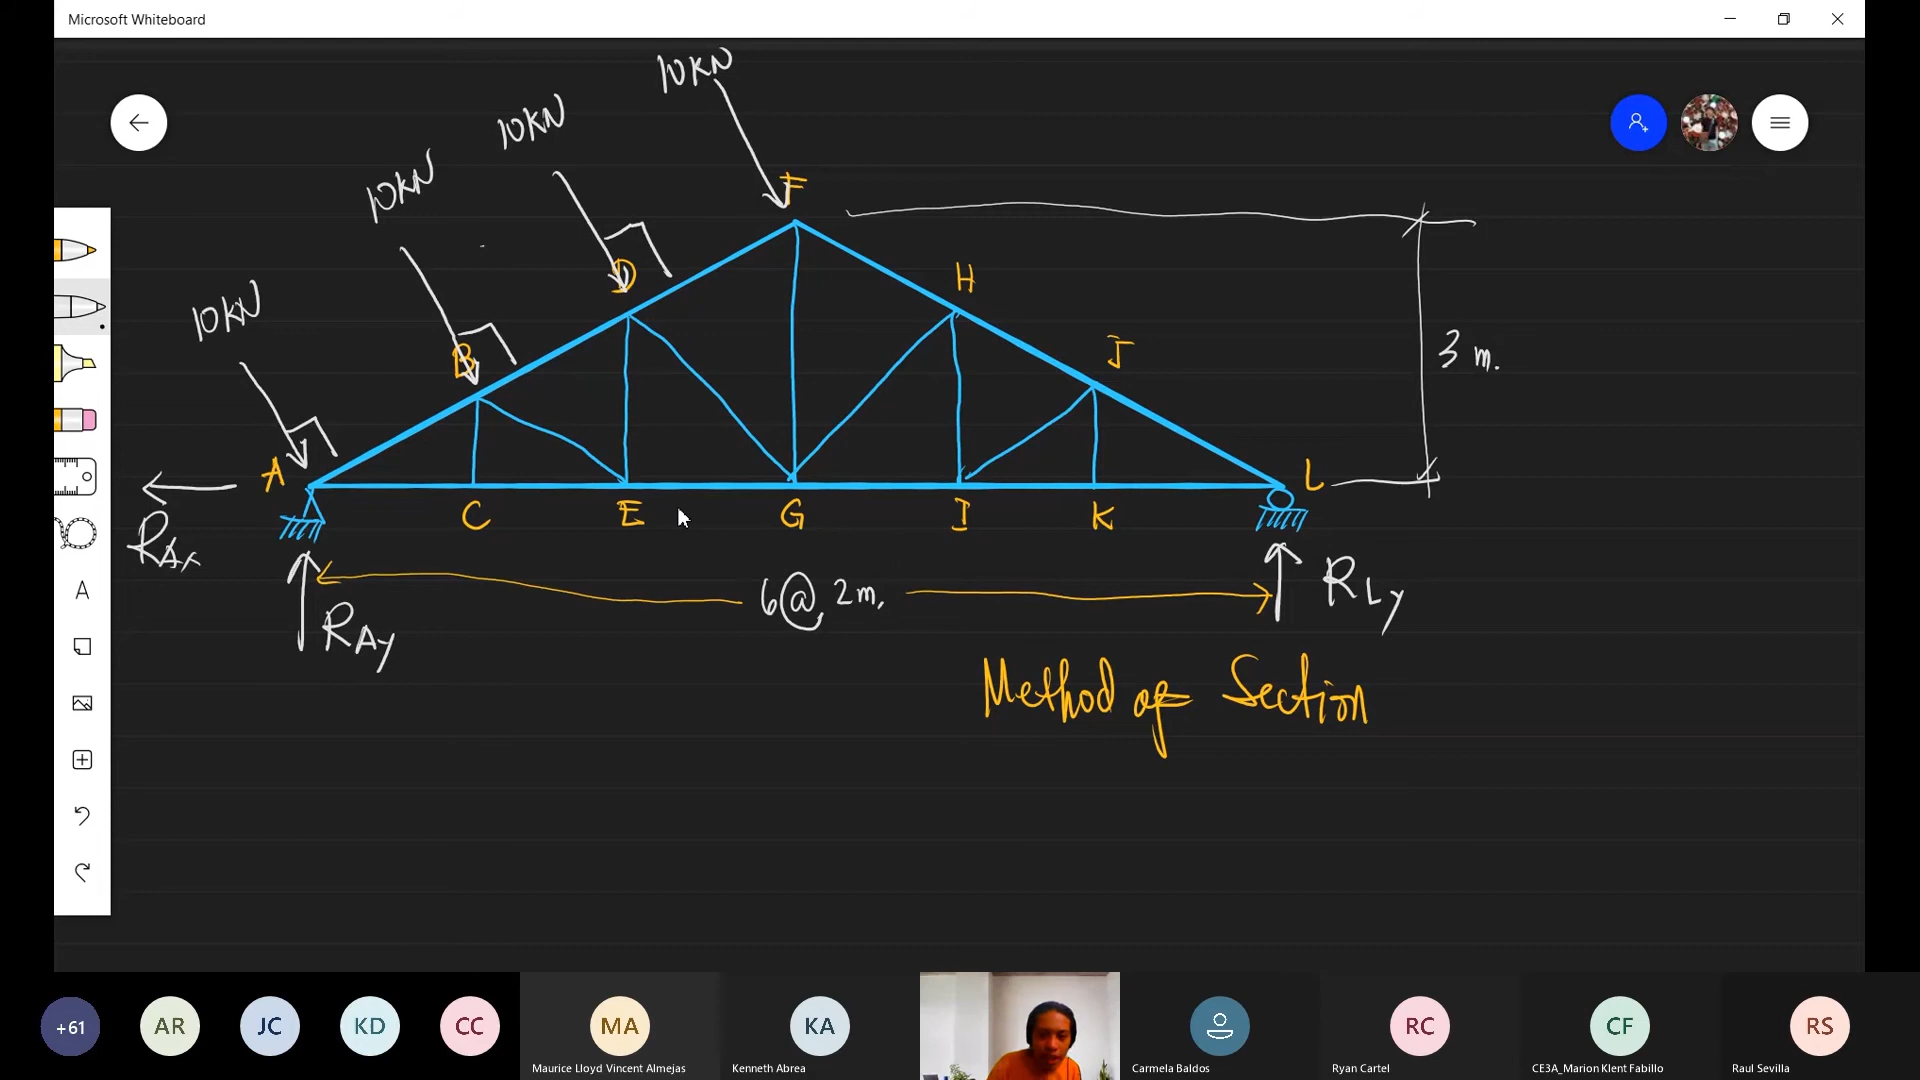 Microsoft Whiteboard
10KN
10KN
10KN
F
10KN
D
H
B
J
3 m.
A
L
C
E
G
I
K
RAx
6@ 2m.
RLy
RAy
Method of Section
A
+61
AR
JC
KD
CC
MA
KA
RC
CF
RS
Maurice Lloyd Vincent Almejas
Kenneth Abrea
Carmela Baldos
Ryan Cartel
CE3A_Marion Klent Fabillo
Raul Sevilla